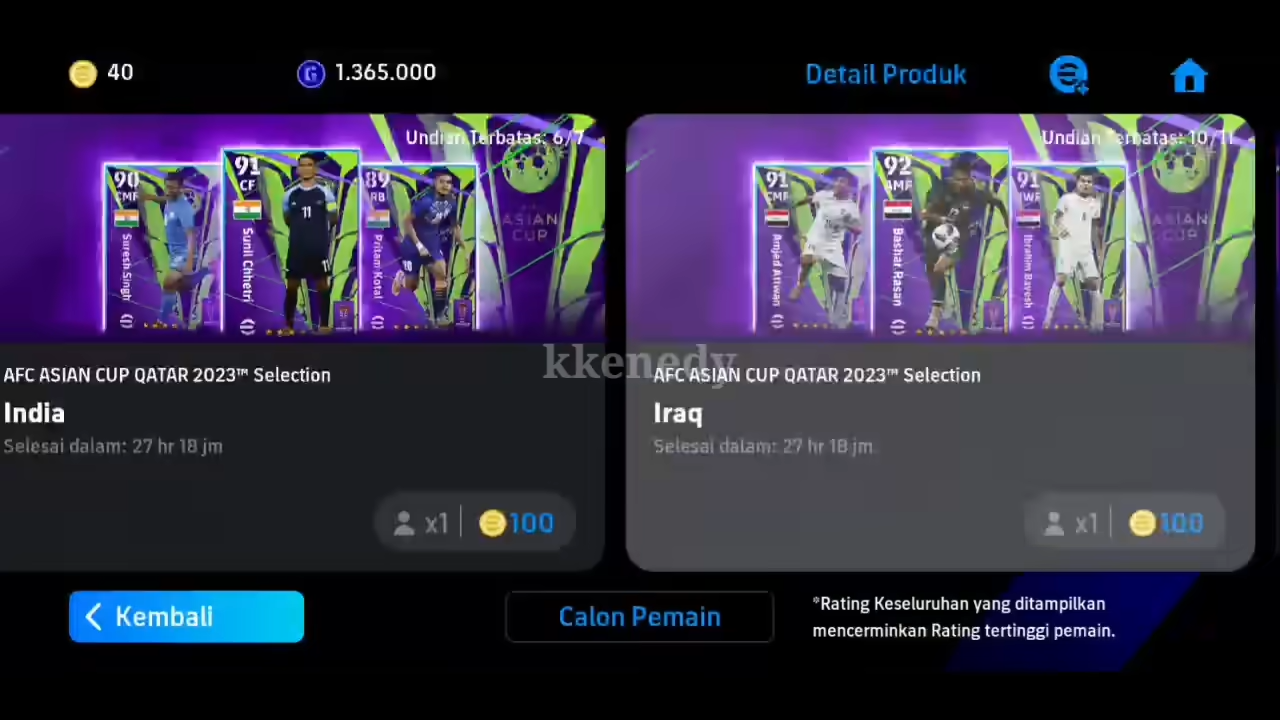 40
1.365.000
Detail Produk
Undian Terbatas: 6/7
90
CMF
Suresh Singh
91
CF
Sunil Chhetri
11
11
89
RB
Pritam Kotal
ASIAN
CUP
AFC ASIAN CUP QATAR 2023™ Selection
India
Selesai dalam: 27 hr 18 jm
x1
100
Undian Terbatas: 10/11
91
CMF
Amjed Attwan
92
AMF
Bashar Rasan
91
Ibrahim Bayesh
ASIAN
CUP
kkenedy
AFC ASIAN CUP QATAR 2023™ Selection
Iraq
Selesai dalam: 27 hr 18 jm
x1
100
Kembali
Calon Pemain
*Rating Keseluruhan yang ditampilkan
mencerminkan Rating tertinggi pemain.